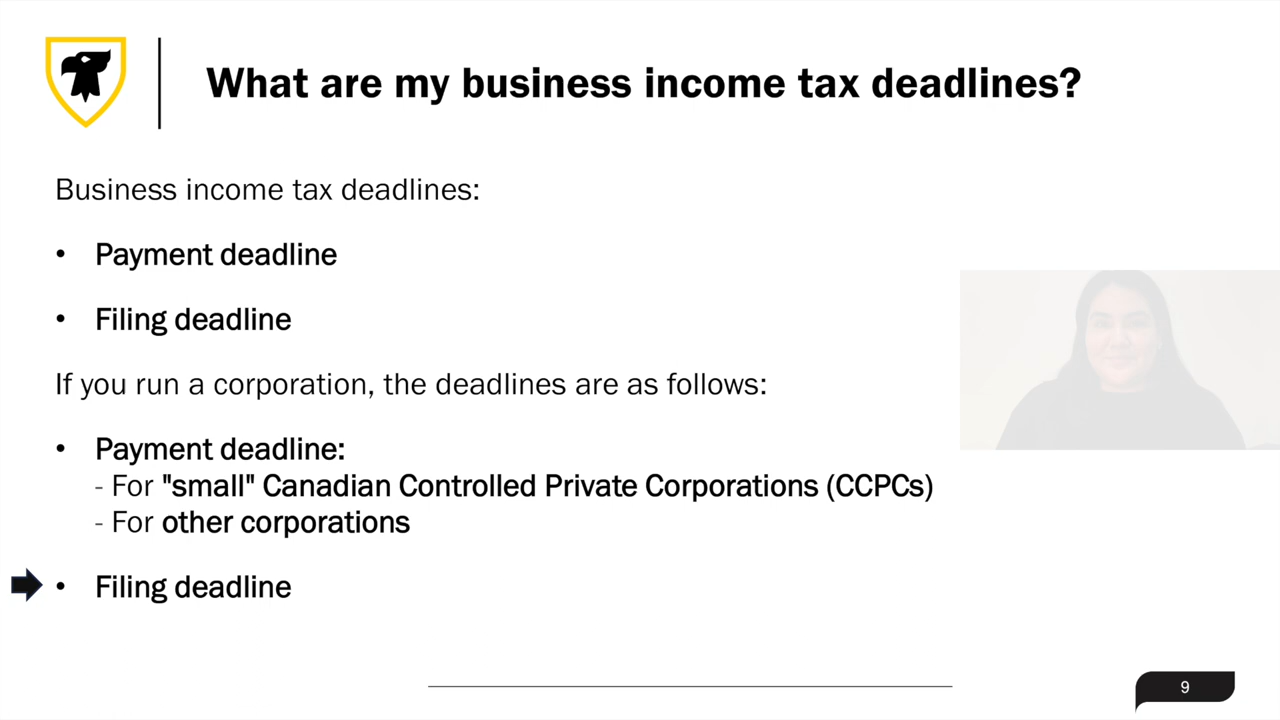 What are my business income tax deadlines?
Business income tax deadlines:
• Payment deadline
• Filing deadline
If you run a corporation, the deadlines are as follows:
• Payment deadline:
- For "small" Canadian Controlled Private Corporations (CCPCs)
- For other corporations
• Filing deadline
9